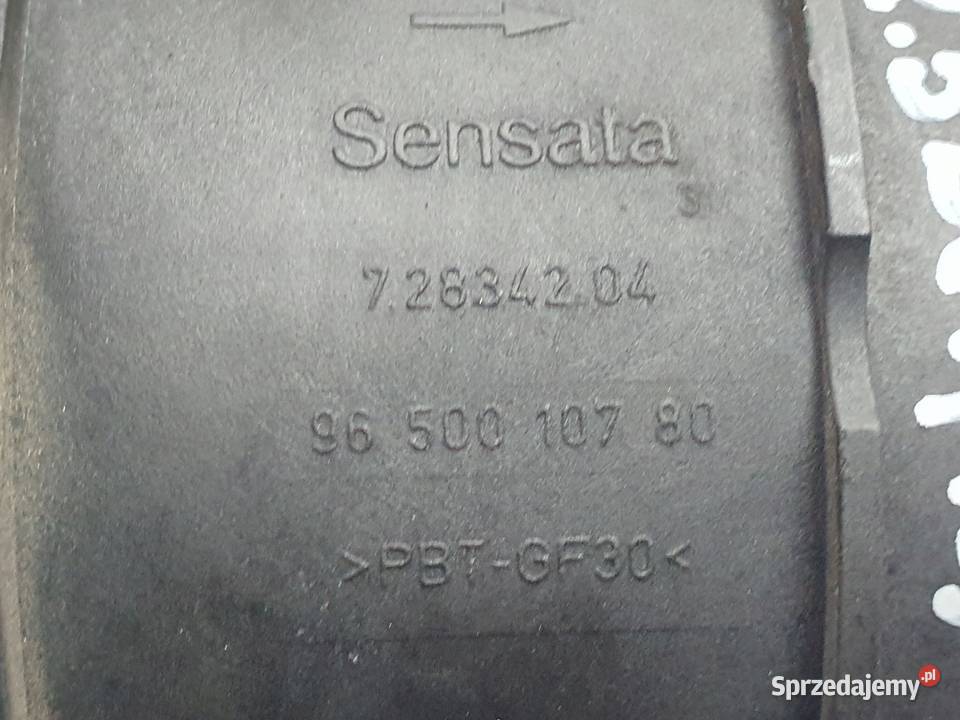 Sensata
s
7.28342.04
96 500 107 80
>PBT-GF30<
Sprzedajemy.pl